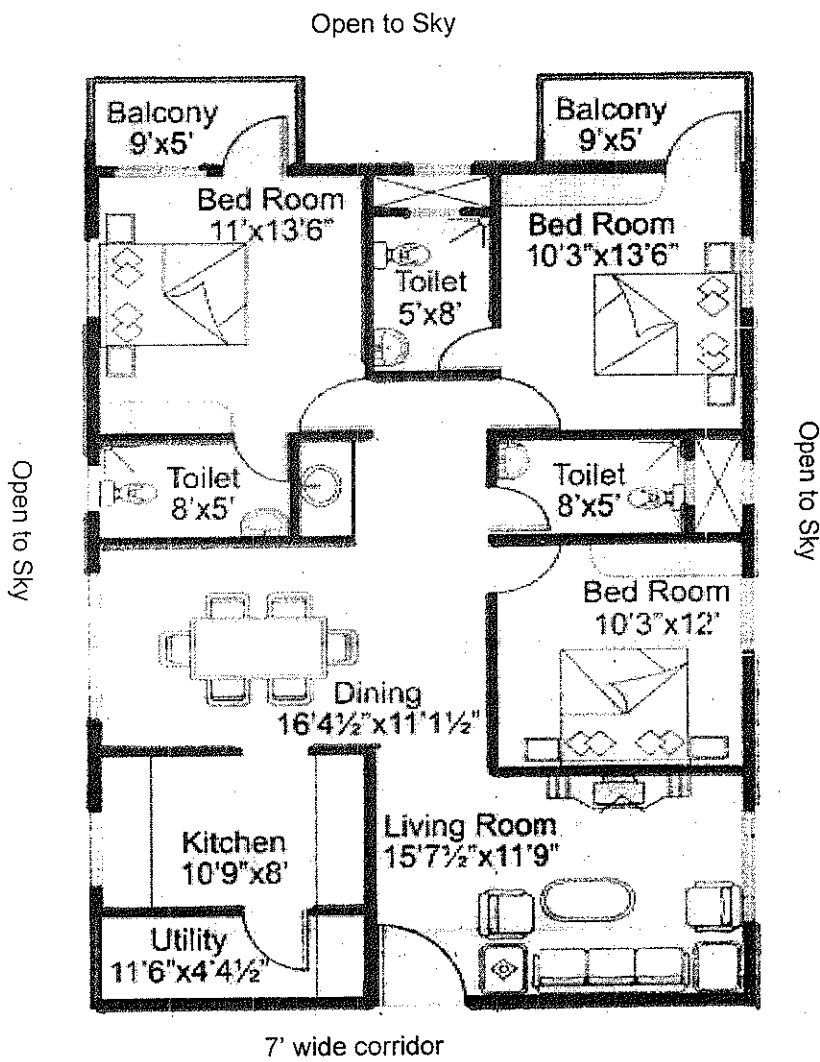 Open to Sky
Balcony
9'x5'
Balcony
9'x5'
Bed Room
11'x13'6"
Bed Room
10'3"x13'6"
Toilet
5'x8'
Open to Sky
Open to Sky
Toilet
8'x5'
Toilet
8'x5'
Bed Room
10'3"x12'
Dining
16'4½"x11'1½"
Kitchen
10'9"x8'
Living Room
15'7½"x11'9"
Utility
11'6"x4'4½"
7' wide corridor